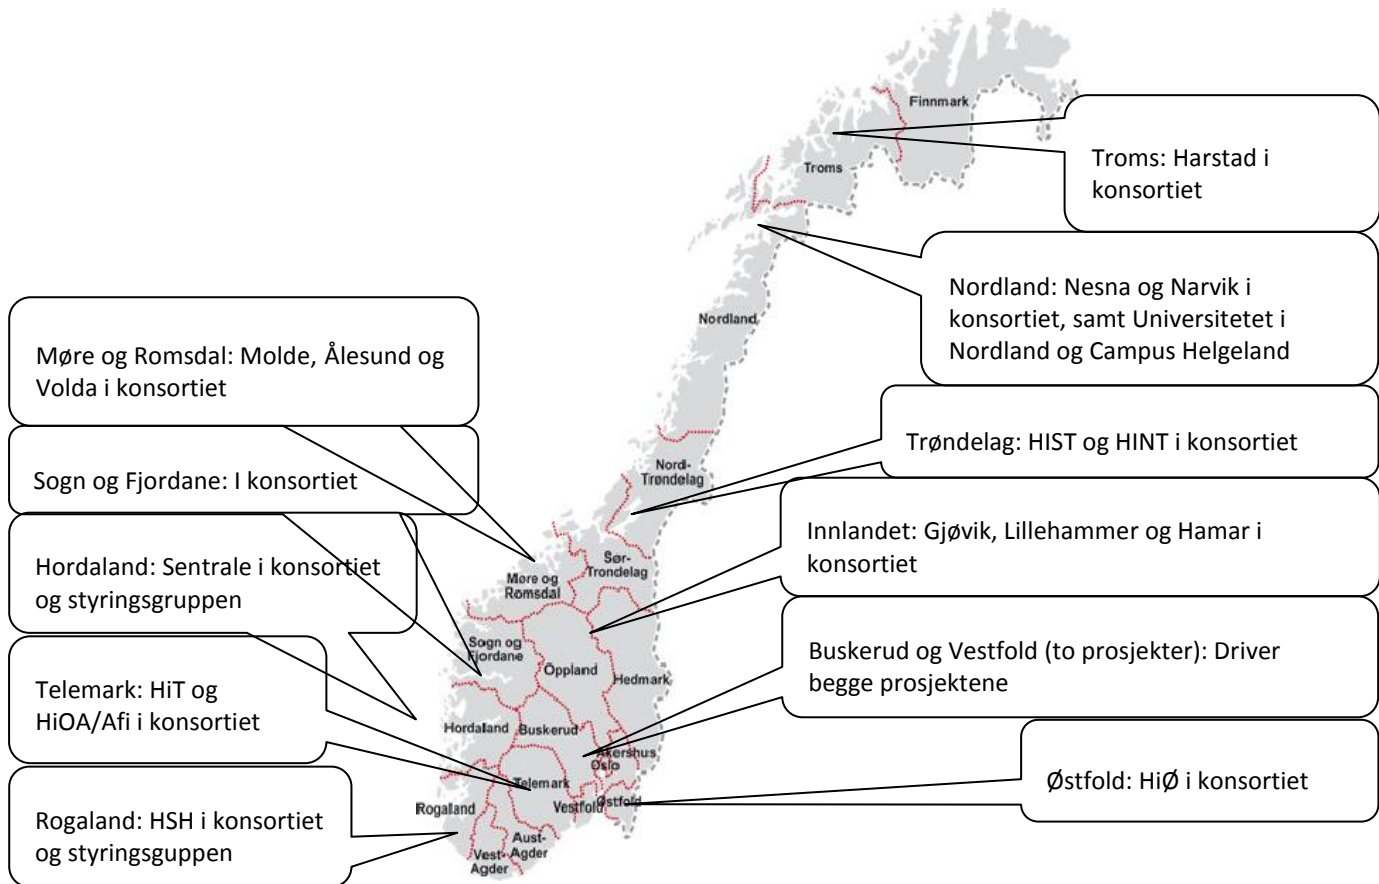 Finnmark
Troms: Harstad i
konsortiet
Troms
Nordland: Nesna og Narvik i
konsortiet, samt Universitetet i
Nordland og Campus Helgeland
Nordland
Møre og Romsdal: Molde, Ålesund og
Volda i konsortiet
Trøndelag: HIST og HINT i konsortiet
Sogn og Fjordane: I konsortiet
Nord-
Trøndelag
Innlandet: Gjøvik, Lillehammer og Hamar i
konsortiet
Hordaland: Sentrale i konsortiet
og styringsgruppen
Sør-
Trondelag
Møre og
Romsdal
Sogn og
Fjordane
Öppland
Hedmark
Buskerud og Vestfold (to prosjekter): Driver
begge prosjektene
Telemark: HiT og
HiOA/Afi i konsortiet
Hordaland
Buskerud
Akershus
Oslo
Telemark
Østfold: HiØ i konsortiet
Rogaland
Vestfold
Østfold
Rogaland: HSH i konsortiet
og styringsguppen
Aust-
Agder
Vest-
Agder